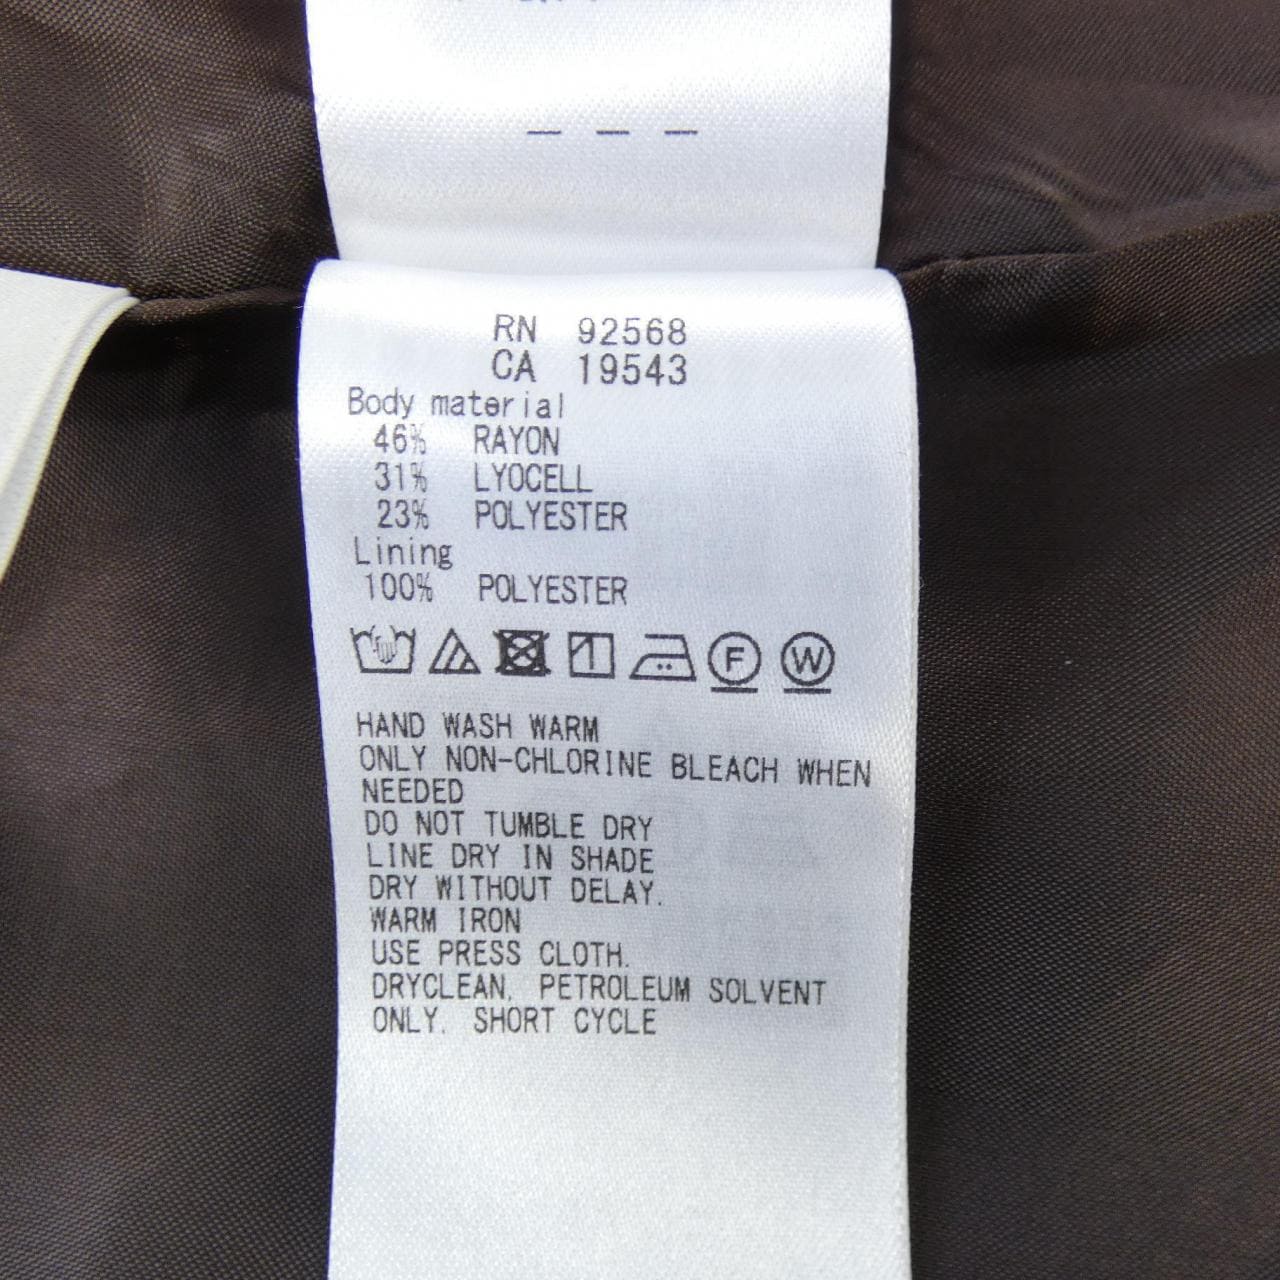 RN 92568
CA 19543
Body material
46% RAYON
31% LYOCELL
23% POLYESTER
Lining
100% POLYESTER
F W
HAND WASH WARM
ONLY NON-CHLORINE BLEACH WHEN
NEEDED
DO NOT TUMBLE DRY
LINE DRY IN SHADE
DRY WITHOUT DELAY.
WARM IRON
USE PRESS CLOTH.
DRYCLEAN, PETROLEUM SOLVENT
ONLY. SHORT CYCLE